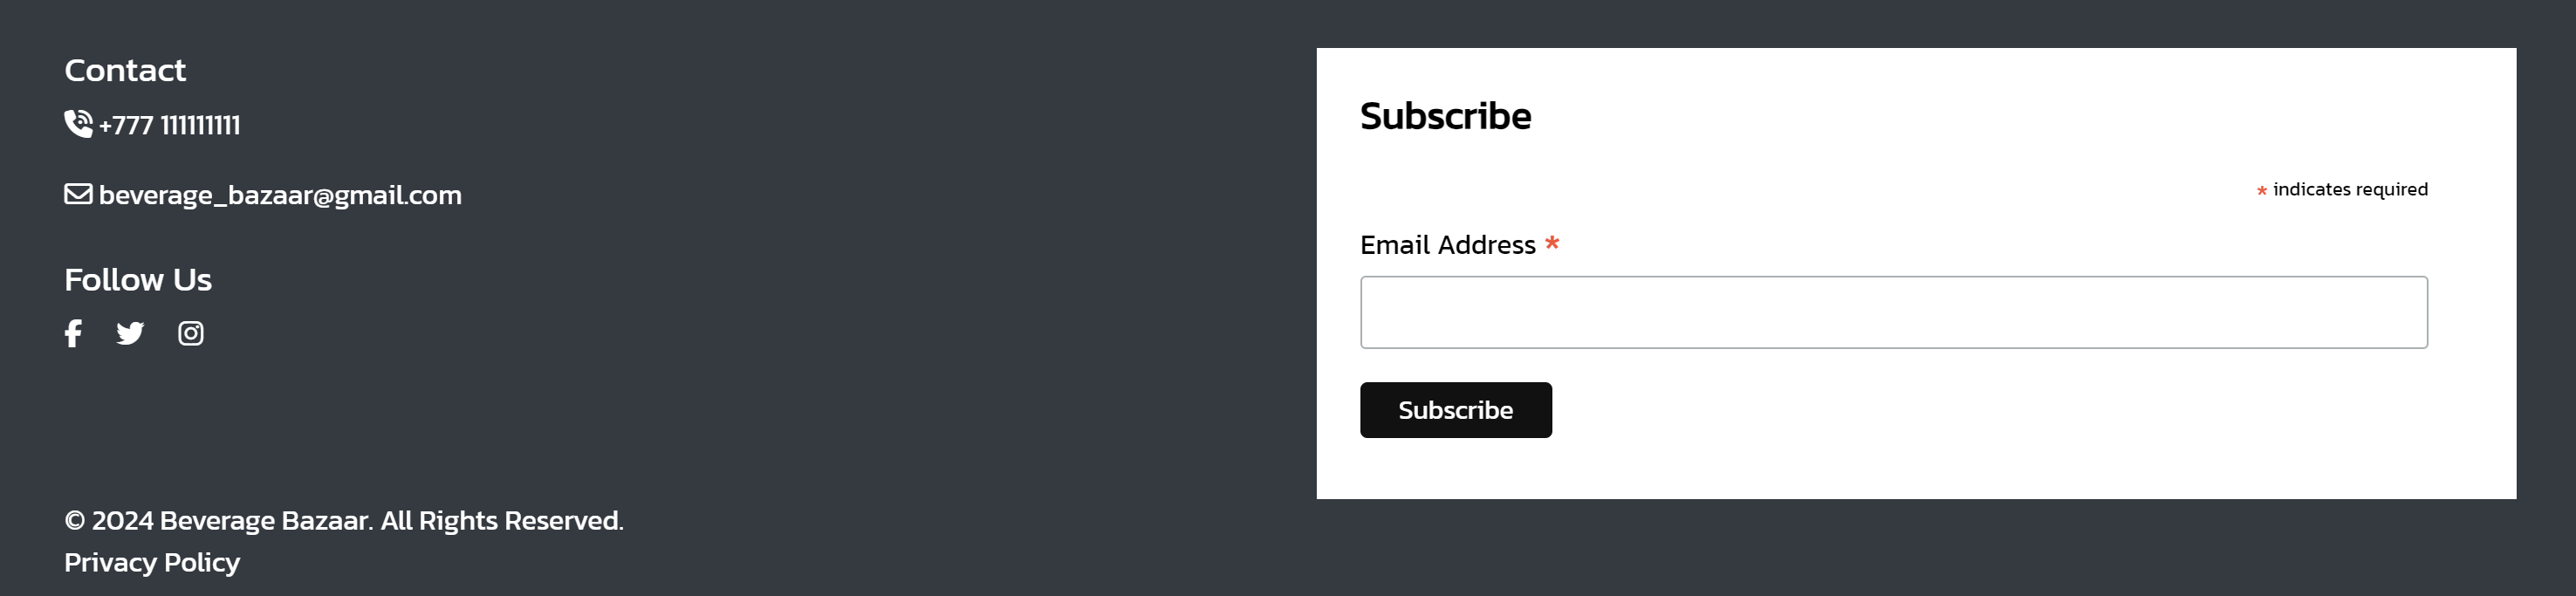 Contact
+777 111111111
beverage_bazaar@gmail.com
Follow Us
© 2024 Beverage Bazaar. All Rights Reserved.
Privacy Policy
Subscribe
* indicates required
Email Address *
Subscribe